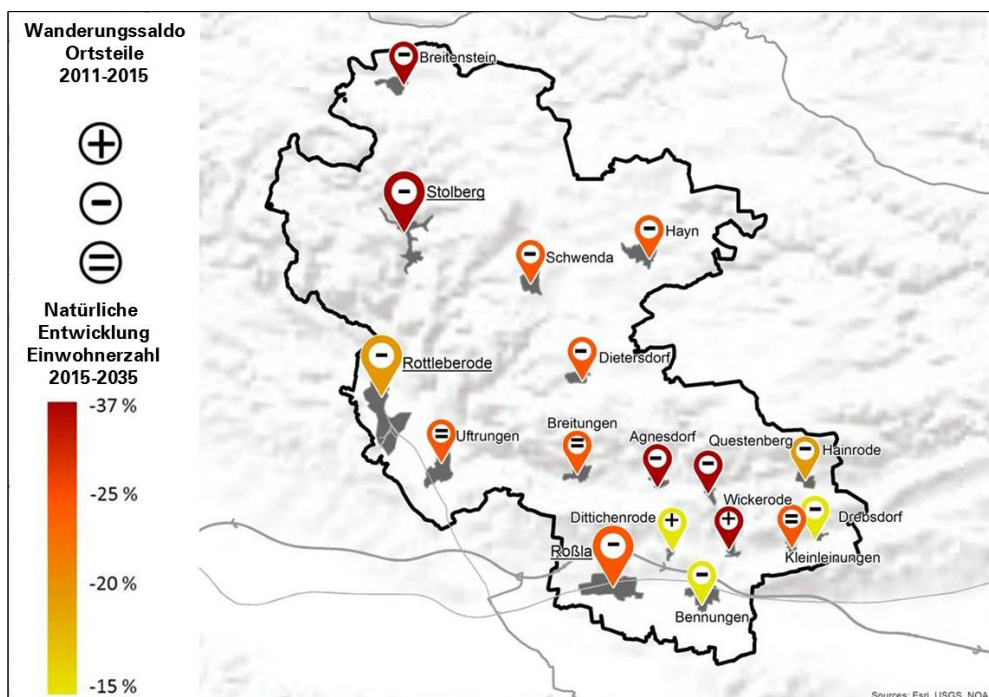 Wanderungssaldo
Ortsteile
2011-2015
+
-
=
Natürliche
Entwicklung
Einwohnerzahl
2015-2035
-37 %
-25 %
-20 %
-15 %
Breitenstein
Stolberg
Hayn
Schwenda
Rottleberode
Dietersdorf
Uftrungen
Breitungen
Agnesdorf
Questenberg
Hainrode
Dittichenrode
Wickerode
Drebsdorf
Roßla
Kleinleinungen
Bennungen
Sources: Esri, USGS, NOA